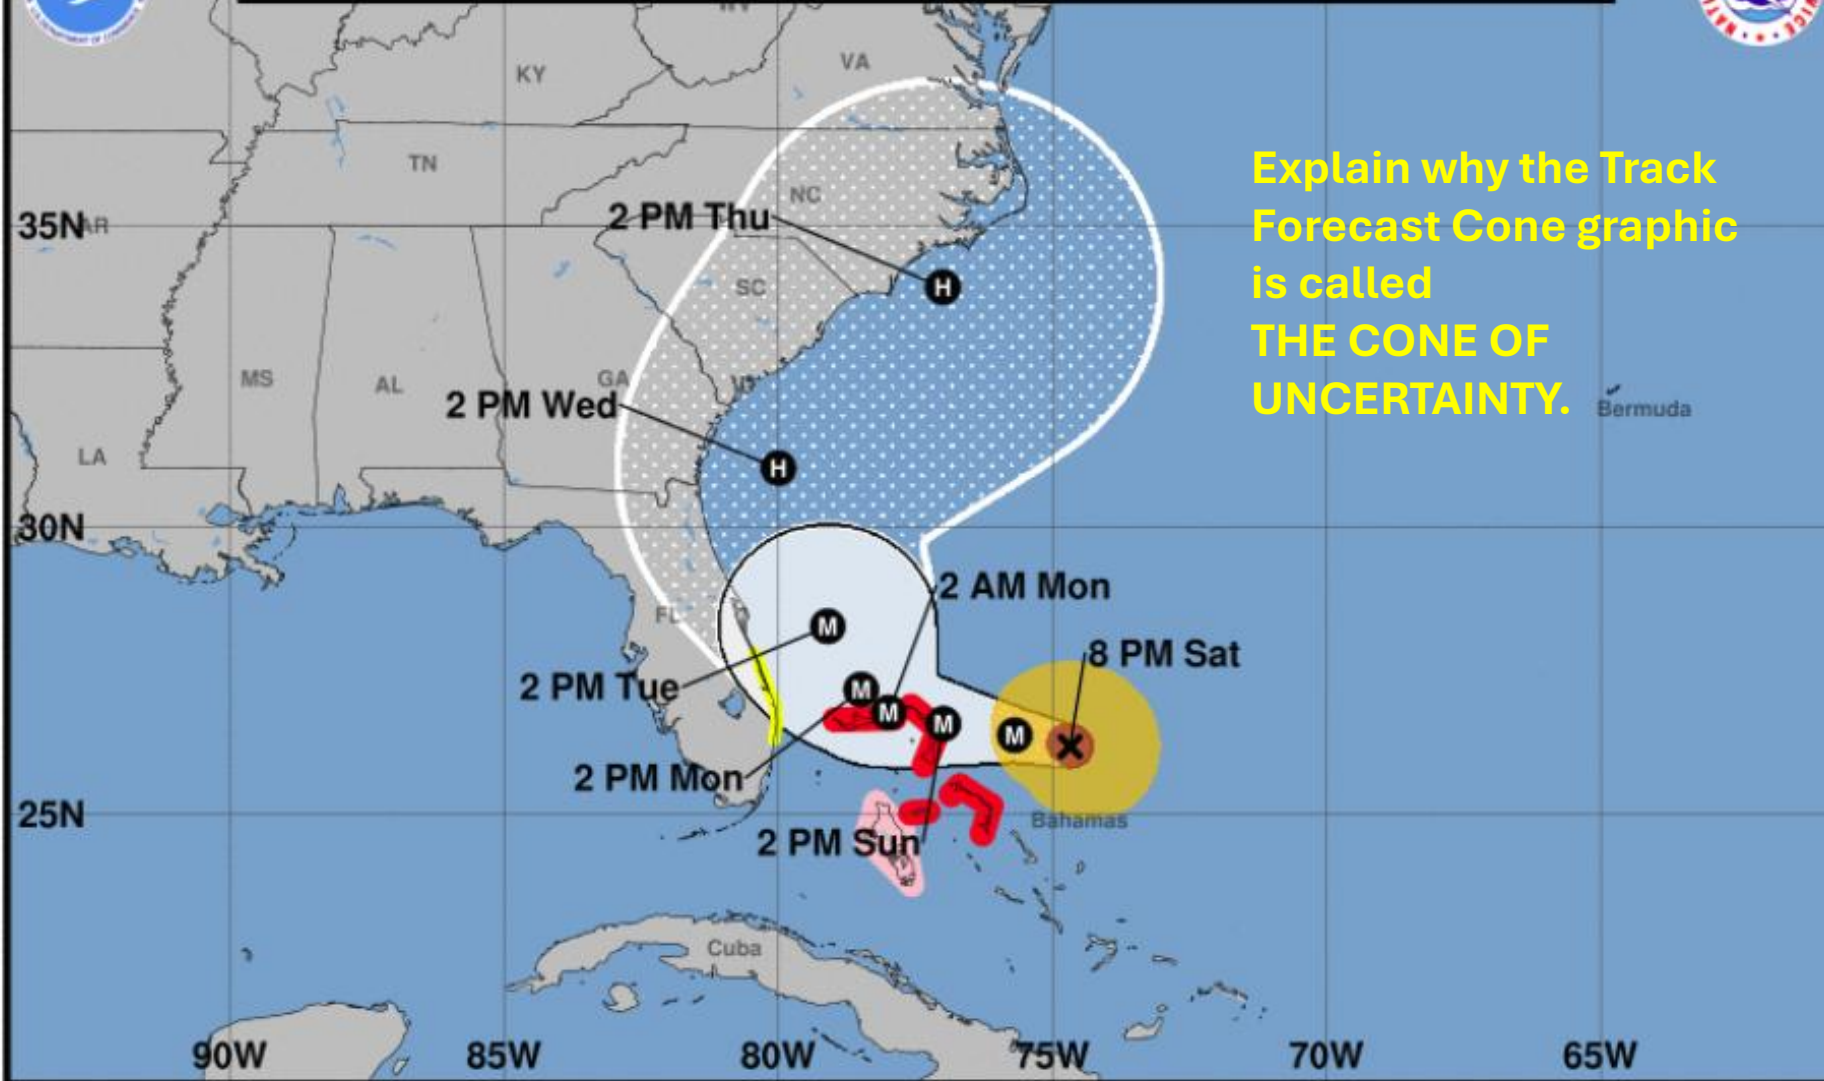 VA
KY
TN
NC
35N
AR
2 PM Thu
H
SC
MS
AL
GA
2 PM Wed
H
LA
Explain why the Track
Forecast Cone graphic
is called
THE CONE OF
UNCERTAINTY.
Bermuda
30N
2 AM Mon
FL
M
8 PM Sat
2 PM Tue
M
M
M
M
2 PM Mon
25N
Bahamas
2 PM Sun
Cuba
90W
85W
80W
75W
70W
65W